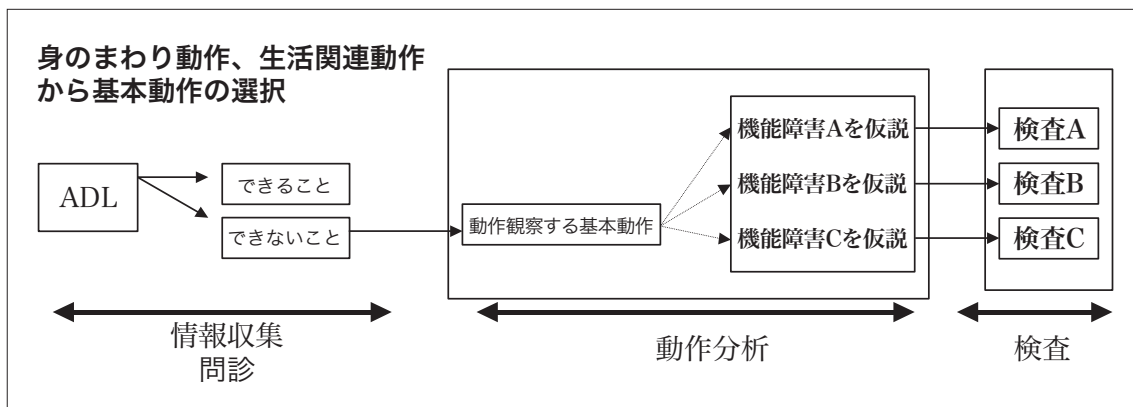 身のまわり動作、生活関連動作
から基本動作の選択
ADL
できること
できないこと
動作観察する基本動作
機能障害Aを仮説
機能障害Bを仮説
機能障害Cを仮説
検査A
検査B
検査C
情報収集
問診
動作分析
検査